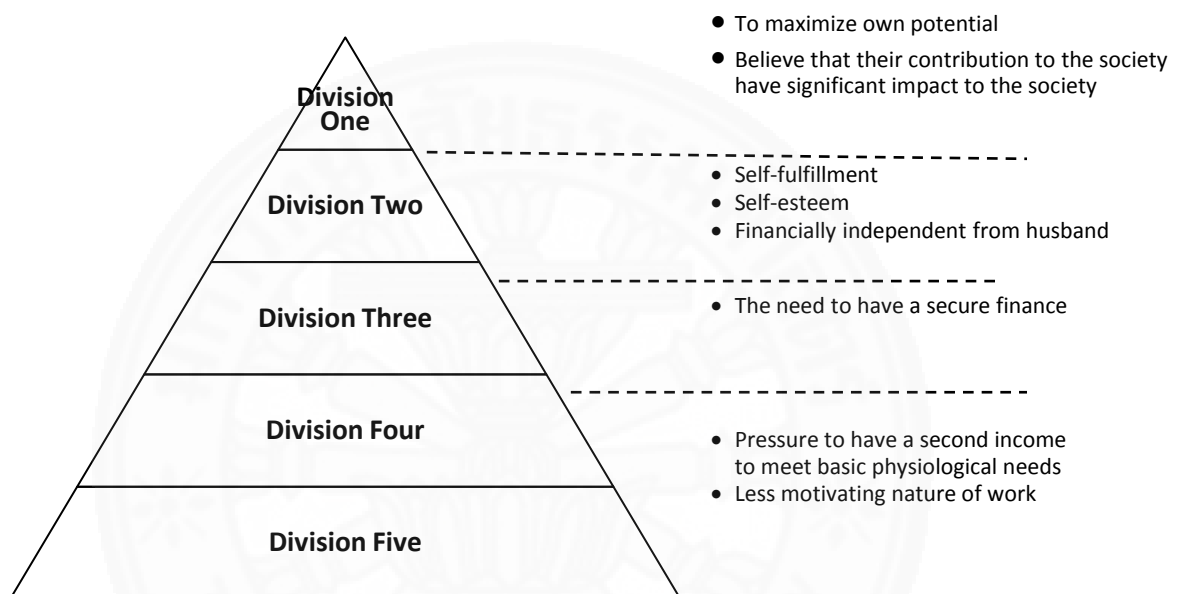 ● To maximize own potential
● Believe that their contribution to the society
have significant impact to the society
Division
One
• Self-fulfillment
• Self-esteem
• Financially independent from husband
Division Two
• The need to have a secure finance
Division Three
Division Four
• Pressure to have a second income
to meet basic physiological needs
• Less motivating nature of work
Division Five